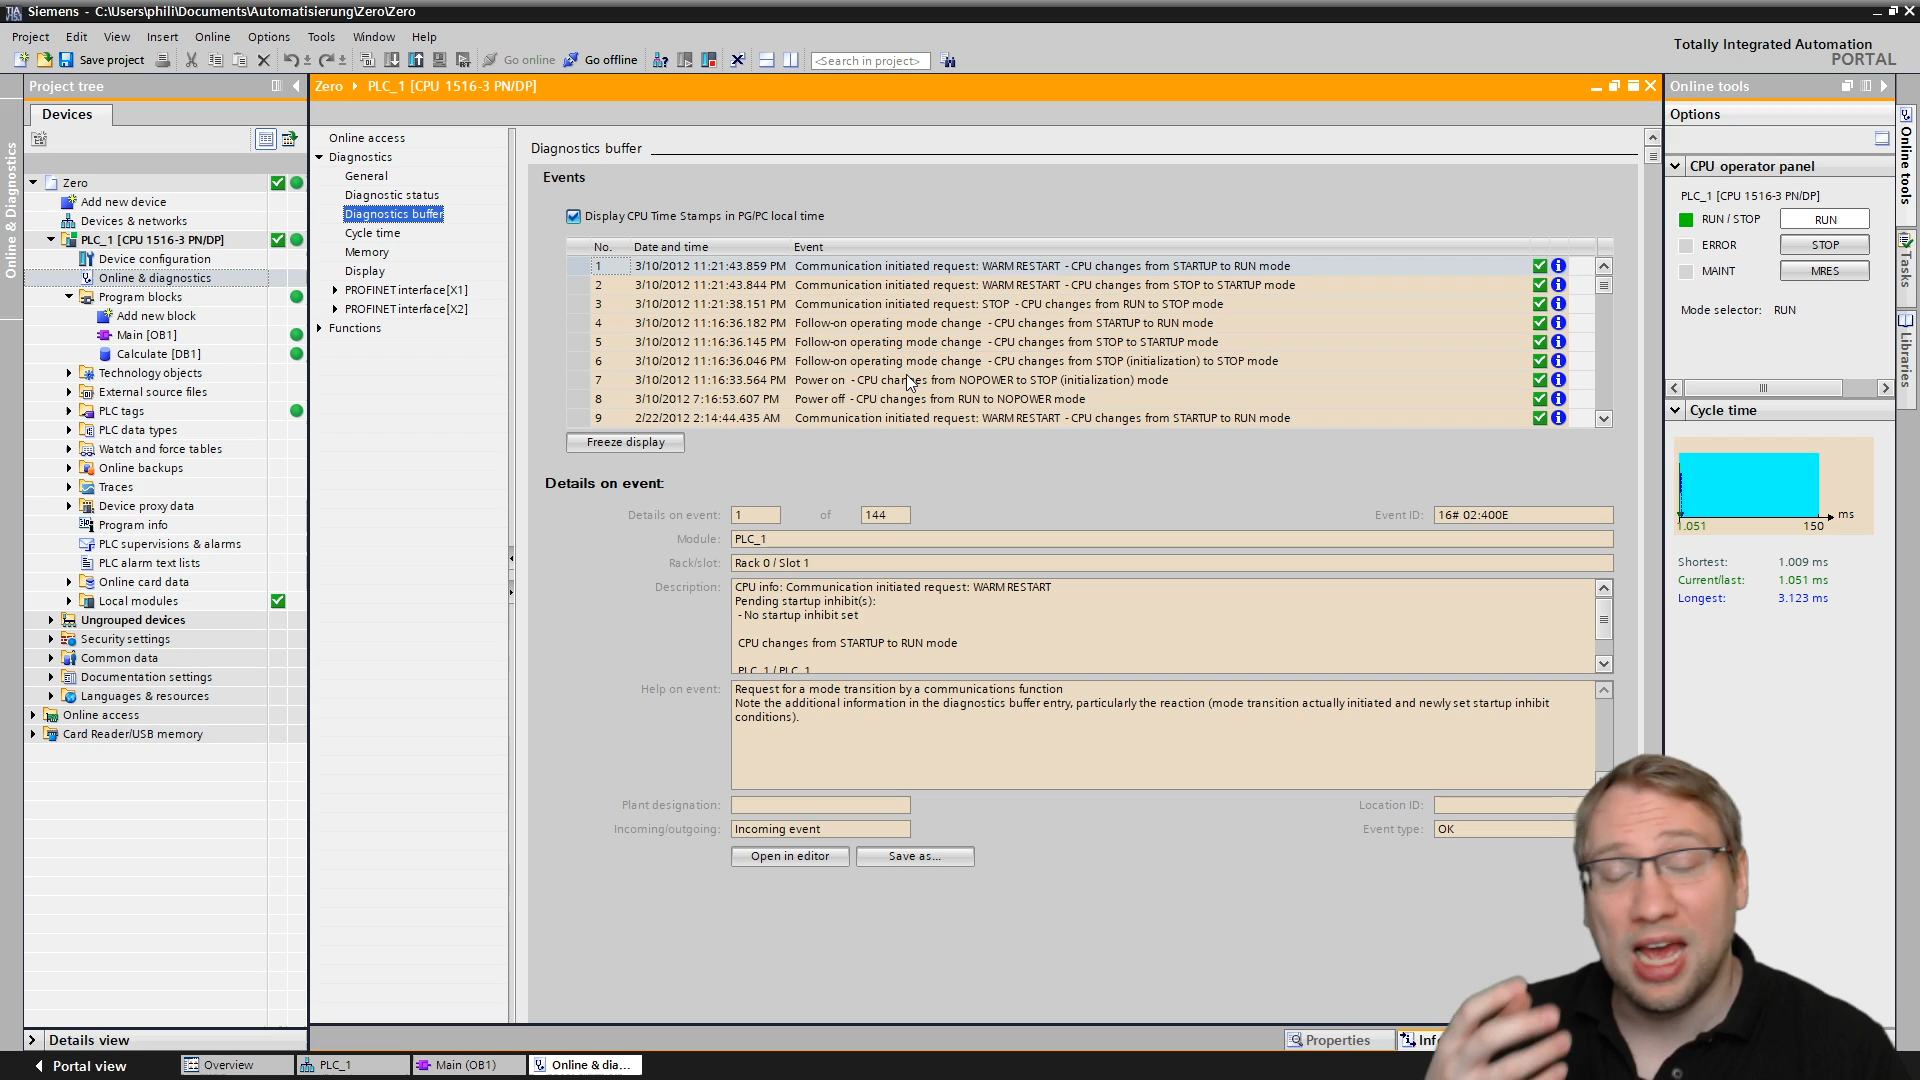 Siemens - C:\Users\phili\Documents\Automatisierung\Zero\Zero
Project Edit View Insert Online Options Tools Window Help
Totally Integrated Automation
PORTAL
Save project
Go online
Go offline
<Search in project>
Project tree
Zero PLC_1 [CPU 1516-3 PN/DP]
Online tools
Devices
Options
Online & Diagnostics
Zero
Add new device
Devices & networks
PLC_1 [CPU 1516-3 PN/DP]
Device configuration
Online & diagnostics
Program blocks
Add new block
Main [OB1]
Calculate [DB1]
Technology objects
External source files
PLC tags
PLC data types
Watch and force tables
Online backups
Traces
Device proxy data
Program info
PLC supervisions & alarms
PLC alarm text lists
Online card data
Local modules
Ungrouped devices
Security settings
Common data
Documentation settings
Languages & resources
Online access
Card Reader/USB memory
Details view
Online access
Diagnostics
General
Diagnostic status
Diagnostics buffer
Cycle time
Memory
Display
PROFINET interface [X1]
PROFINET interface [X2]
Functions
Diagnostics buffer
Events
Display CPU Time Stamps in PG/PC local time
No. Date and time Event
1 3/10/2012 11:21:43.859 PM Communication initiated request: WARM RESTART - CPU changes from STARTUP to RUN mode
2 3/10/2012 11:21:43.844 PM Communication initiated request: WARM RESTART - CPU changes from STOP to STARTUP mode
3 3/10/2012 11:21:38.151 PM Communication initiated request: STOP - CPU changes from RUN to STOP mode
4 3/10/2012 11:16:36.182 PM Follow-on operating mode change - CPU changes from STARTUP to RUN mode
5 3/10/2012 11:16:36.145 PM Follow-on operating mode change - CPU changes from STOP to STARTUP mode
6 3/10/2012 11:16:36.046 PM Follow-on operating mode change - CPU changes from STOP (initialization) to STOP mode
7 3/10/2012 11:16:33.564 PM Power on - CPU changes from NOPOWER to STOP (initialization) mode
8 3/10/2012 7:16:53.607 PM Power off - CPU changes from RUN to NOPOWER mode
9 2/22/2012 2:14:44.435 AM Communication initiated request: WARM RESTART - CPU changes from STARTUP to RUN mode
Freeze display
Details on event:
Details on event: 1 of 144 Event ID: 16# 02:400E
Module: PLC_1
Rack/slot: Rack 0 / Slot 1
Description: CPU info: Communication initiated request: WARM RESTART
Pending startup inhibit(s):
- No startup inhibit set
CPU changes from STARTUP to RUN mode
PLC_1 / PLC_1
Help on event: Request for a mode transition by a communications function
Note the additional information in the diagnostics buffer entry, particularly the reaction (mode transition actually initiated and newly set startup inhibit
conditions).
Plant designation: Location ID:
Incoming/outgoing: Incoming event Event type: OK
Open in editor Save as...
Properties
CPU operator panel
PLC_1 [CPU 1516-3 PN/DP]
RUN / STOP RUN
ERROR STOP
MAINT MRES
Mode selector: RUN
Cycle time
ms
1.051 150
Shortest: 1.009 ms
Current/last: 1.051 ms
Longest: 3.123 ms
Online tools
Tasks
Libraries
Portal view
Overview
PLC_1
Main (OB1)
Online & dia...